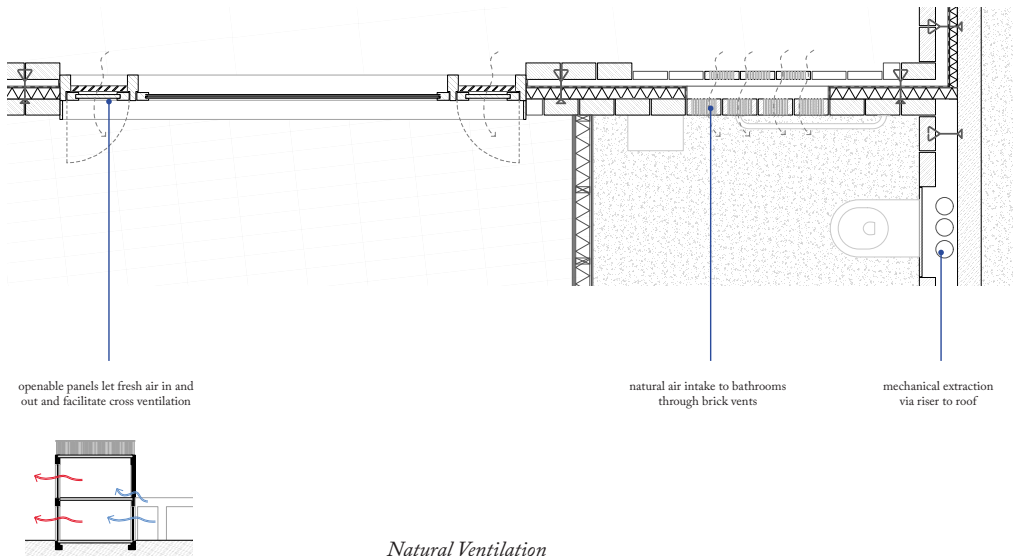 openable panels let fresh air in and
out and facilitate cross ventilation
natural air intake to bathrooms
through brick vents
mechanical extraction
via riser to roof
Natural Ventilation